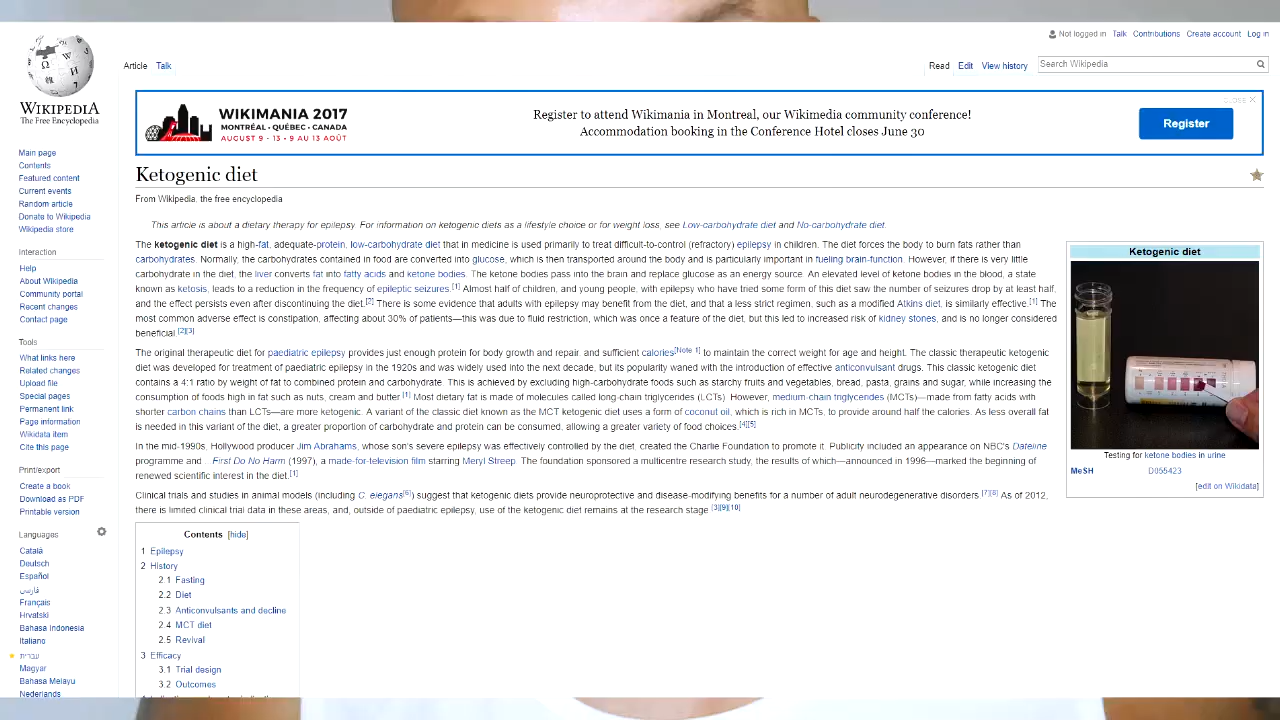 Not logged in Talk Contributions Create account Log in
Article Talk
Read Edit View history
Search Wikipedia
WIKIPEDIA
The Free Encyclopedia
CLOSE
WIKIMANIA 2017
MONTRÉAL • QUÉBEC • CANADA
AUGUST 9 - 13 • 9 AU 13 AOÛT
Register to attend Wikimania in Montreal, our Wikimedia community conference!
Accommodation booking in the Conference Hotel closes June 30
Register
Main page
Contents
Featured content
Current events
Random article
Donate to Wikipedia
Wikipedia store
Interaction
Help
About Wikipedia
Community portal
Recent changes
Contact page
Tools
What links here
Related changes
Upload file
Special pages
Permanent link
Page information
Wikidata item
Cite this page
Print/export
Create a book
Download as PDF
Printable version
Languages
Català
Deutsch
Español
فارسی
Français
Hrvatski
Bahasa Indonesia
Italiano
עברית
Magyar
Bahasa Melayu
Nederlands
Ketogenic diet
From Wikipedia, the free encyclopedia
This article is about a dietary therapy for epilepsy. For information on ketogenic diets as a lifestyle choice or for weight loss, see Low-carbohydrate diet and No-carbohydrate diet.
The ketogenic diet is a high-fat, adequate-protein, low-carbohydrate diet that in medicine is used primarily to treat difficult-to-control (refractory) epilepsy in children. The diet forces the body to burn fats rather than
carbohydrates. Normally, the carbohydrates contained in food are converted into glucose, which is then transported around the body and is particularly important in fueling brain-function. However, if there is very little
carbohydrate in the diet, the liver converts fat into fatty acids and ketone bodies. The ketone bodies pass into the brain and replace glucose as an energy source. An elevated level of ketone bodies in the blood, a state
known as ketosis, leads to a reduction in the frequency of epileptic seizures.[1] Almost half of children, and young people, with epilepsy who have tried some form of this diet saw the number of seizures drop by at least half,
and the effect persists even after discontinuing the diet.[2] There is some evidence that adults with epilepsy may benefit from the diet, and that a less strict regimen, such as a modified Atkins diet, is similarly effective.[1] The
most common adverse effect is constipation, affecting about 30% of patients—this was due to fluid restriction, which was once a feature of the diet, but this led to increased risk of kidney stones, and is no longer considered
beneficial.[2][3]
The original therapeutic diet for paediatric epilepsy provides just enough protein for body growth and repair, and sufficient calories[Note 1] to maintain the correct weight for age and height. The classic therapeutic ketogenic
diet was developed for treatment of paediatric epilepsy in the 1920s and was widely used into the next decade, but its popularity waned with the introduction of effective anticonvulsant drugs. This classic ketogenic diet
contains a 4:1 ratio by weight of fat to combined protein and carbohydrate. This is achieved by excluding high-carbohydrate foods such as starchy fruits and vegetables, bread, pasta, grains and sugar, while increasing the
consumption of foods high in fat such as nuts, cream and butter.[1] Most dietary fat is made of molecules called long-chain triglycerides (LCTs). However, medium-chain triglycerides (MCTs)—made from fatty acids with
shorter carbon chains than LCTs—are more ketogenic. A variant of the classic diet known as the MCT ketogenic diet uses a form of coconut oil, which is rich in MCTs, to provide around half the calories. As less overall fat
is needed in this variant of the diet, a greater proportion of carbohydrate and protein can be consumed, allowing a greater variety of food choices.[4][5]
In the mid-1990s, Hollywood producer Jim Abrahams, whose son's severe epilepsy was effectively controlled by the diet, created the Charlie Foundation to promote it. Publicity included an appearance on NBC's Dateline
programme and ...First Do No Harm (1997), a made-for-television film starring Meryl Streep. The foundation sponsored a multicentre research study, the results of which—announced in 1996—marked the beginning of
renewed scientific interest in the diet.[1]
Clinical trials and studies in animal models (including C. elegans[6]) suggest that ketogenic diets provide neuroprotective and disease-modifying benefits for a number of adult neurodegenerative disorders.[7][8] As of 2012,
there is limited clinical trial data in these areas, and, outside of paediatric epilepsy, use of the ketogenic diet remains at the research stage.[3][9][10]
Ketogenic diet
Testing for ketone bodies in urine
MeSH D055423
[edit on Wikidata]
Contents [hide]
1 Epilepsy
2 History
2.1 Fasting
2.2 Diet
2.3 Anticonvulsants and decline
2.4 MCT diet
2.5 Revival
3 Efficacy
3.1 Trial design
3.2 Outcomes